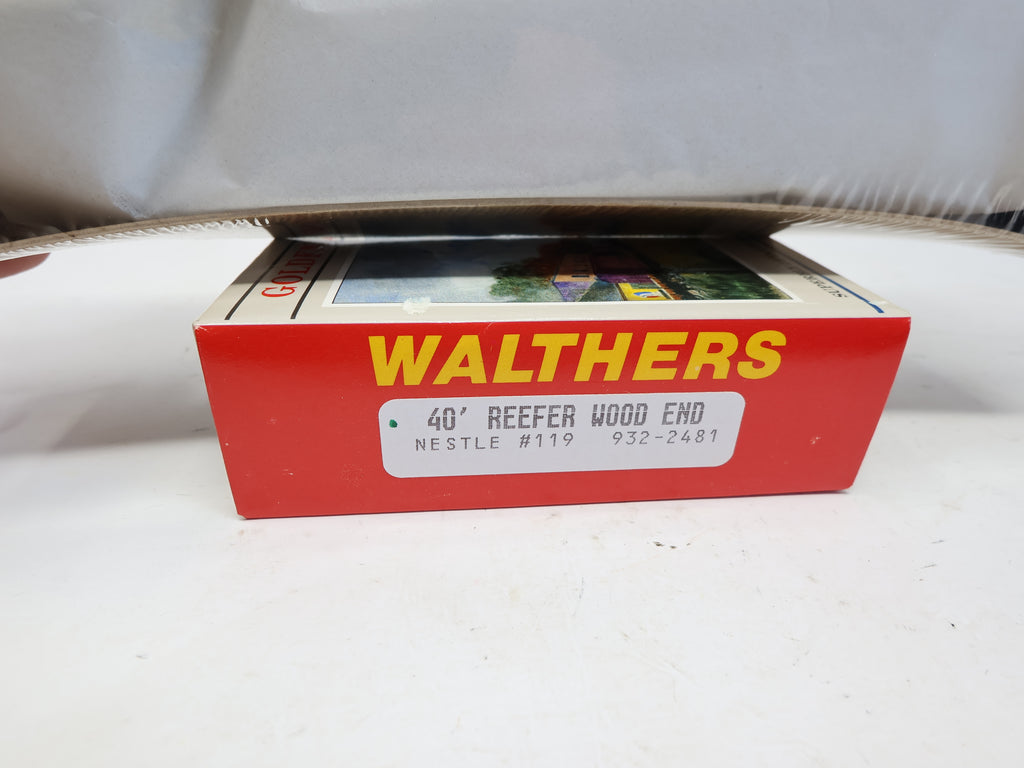 WALTHERS
40' REEFER WOOD END
NESTLE #119 932-2481